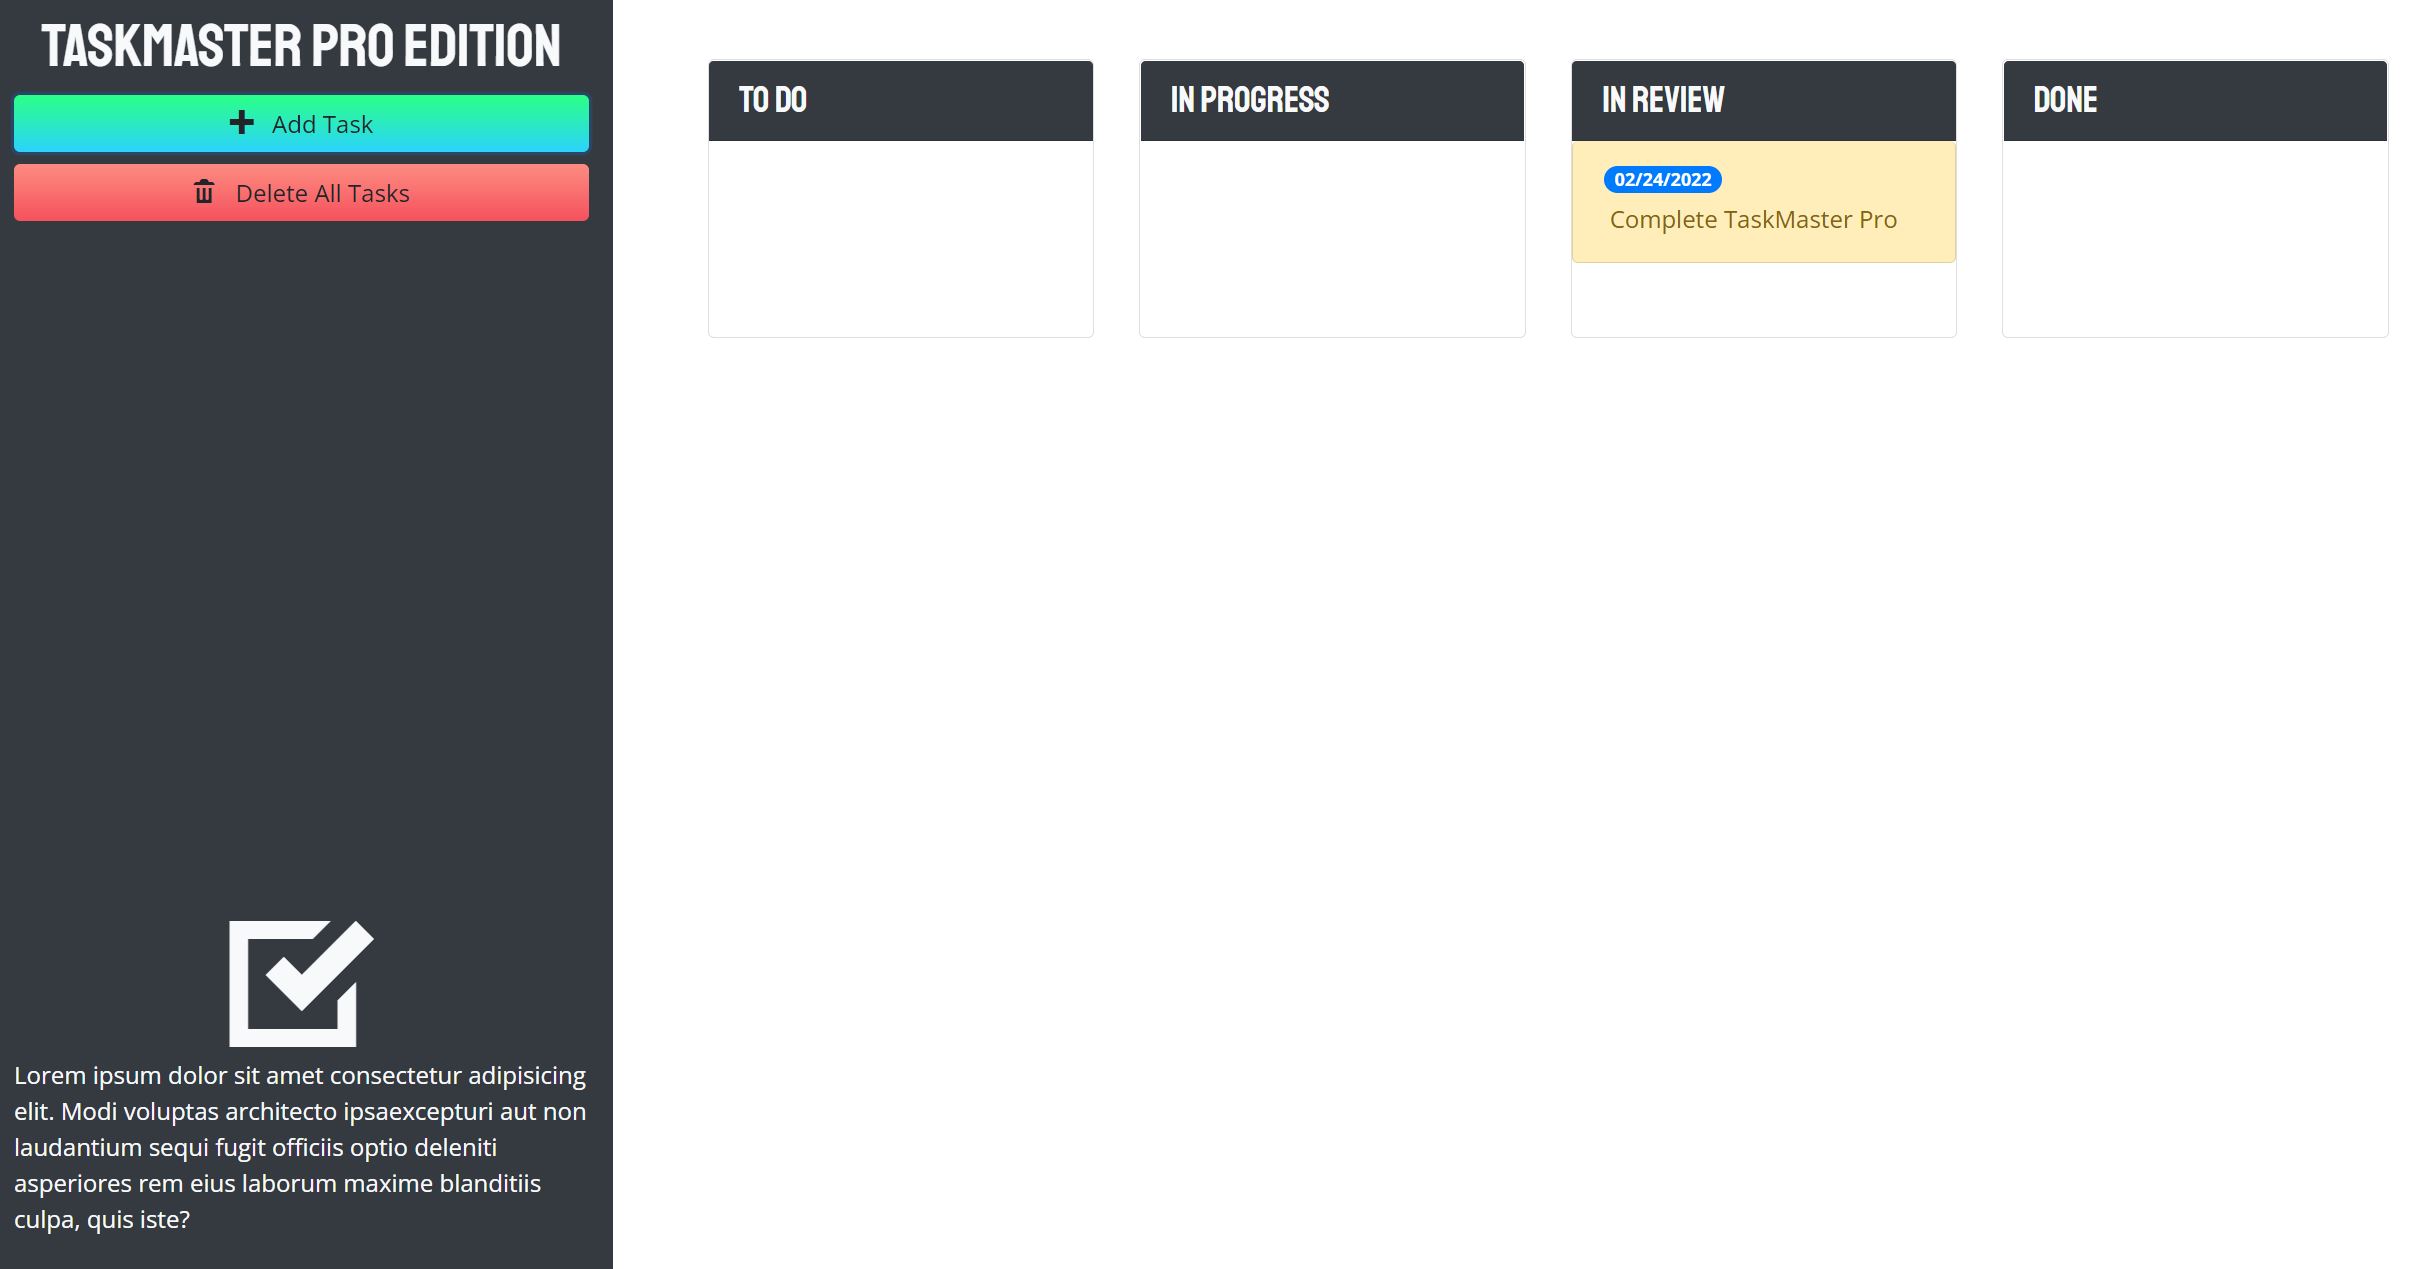 TASKMASTER PRO EDITION
Add Task
Delete All Tasks
Lorem ipsum dolor sit amet consectetur adipisicing
elit. Modi voluptas architecto ipsaexcepturi aut non
laudantium sequi fugit officiis optio deleniti
asperiores rem eius laborum maxime blanditiis
culpa, quis iste?
TO DO
IN PROGRESS
IN REVIEW
02/24/2022
Complete TaskMaster Pro
DONE